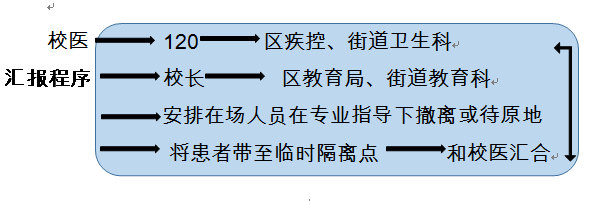 校医 120 区疾控、街道卫生科
汇报程序 校长 区教育局、街道教育科
安排在场人员在专业指导下撤离或待原地
将患者带至临时隔离点 和校医汇合